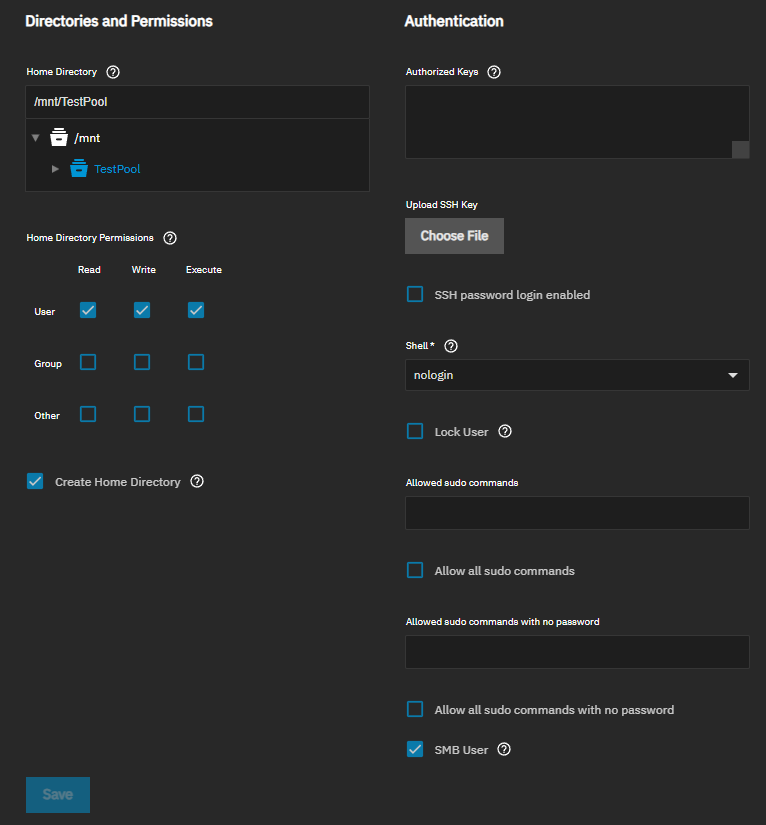 Directories and Permissions
Home Directory
/mnt/TestPool
/mnt
TestPool
Home Directory Permissions
Read Write Execute
User
Group
Other
Create Home Directory
Save
Authentication
Authorized Keys
Upload SSH Key
Choose File
SSH password login enabled
Shell *
nologin
Lock User
Allowed sudo commands
Allow all sudo commands
Allowed sudo commands with no password
Allow all sudo commands with no password
SMB User